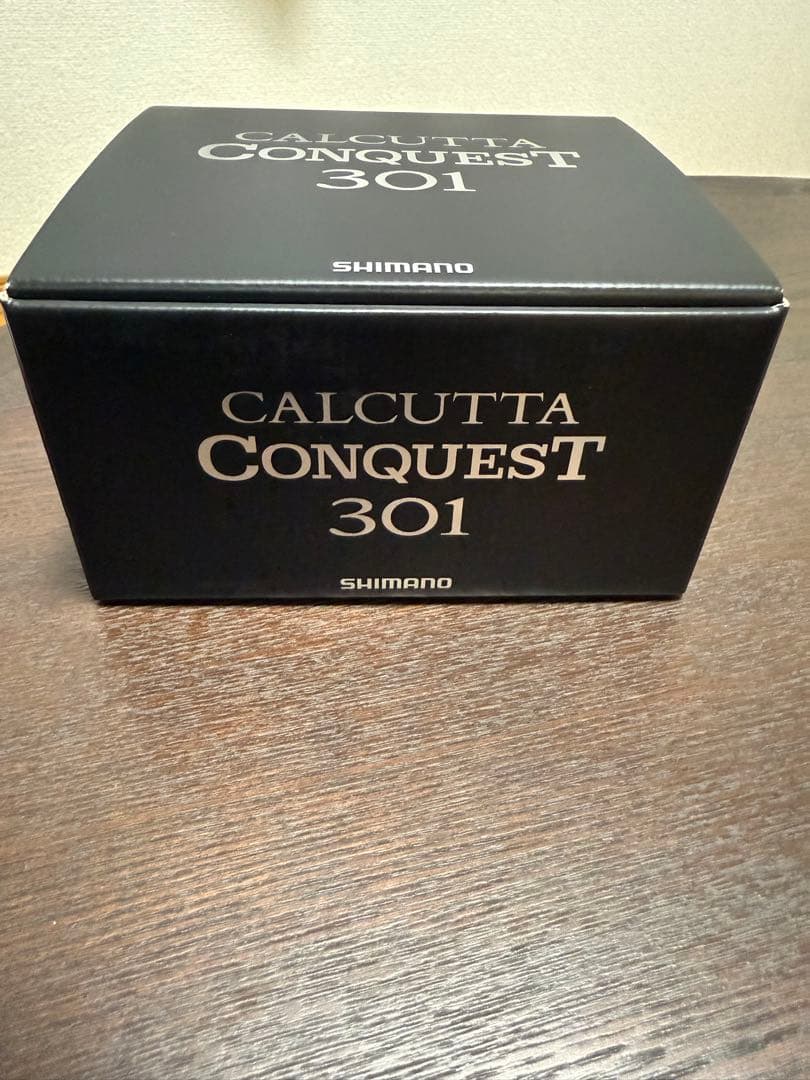 CALCUTTA
CONQUEST
301
SHIMANO
CALCUTTA
CONQUEST
301
SHIMANO